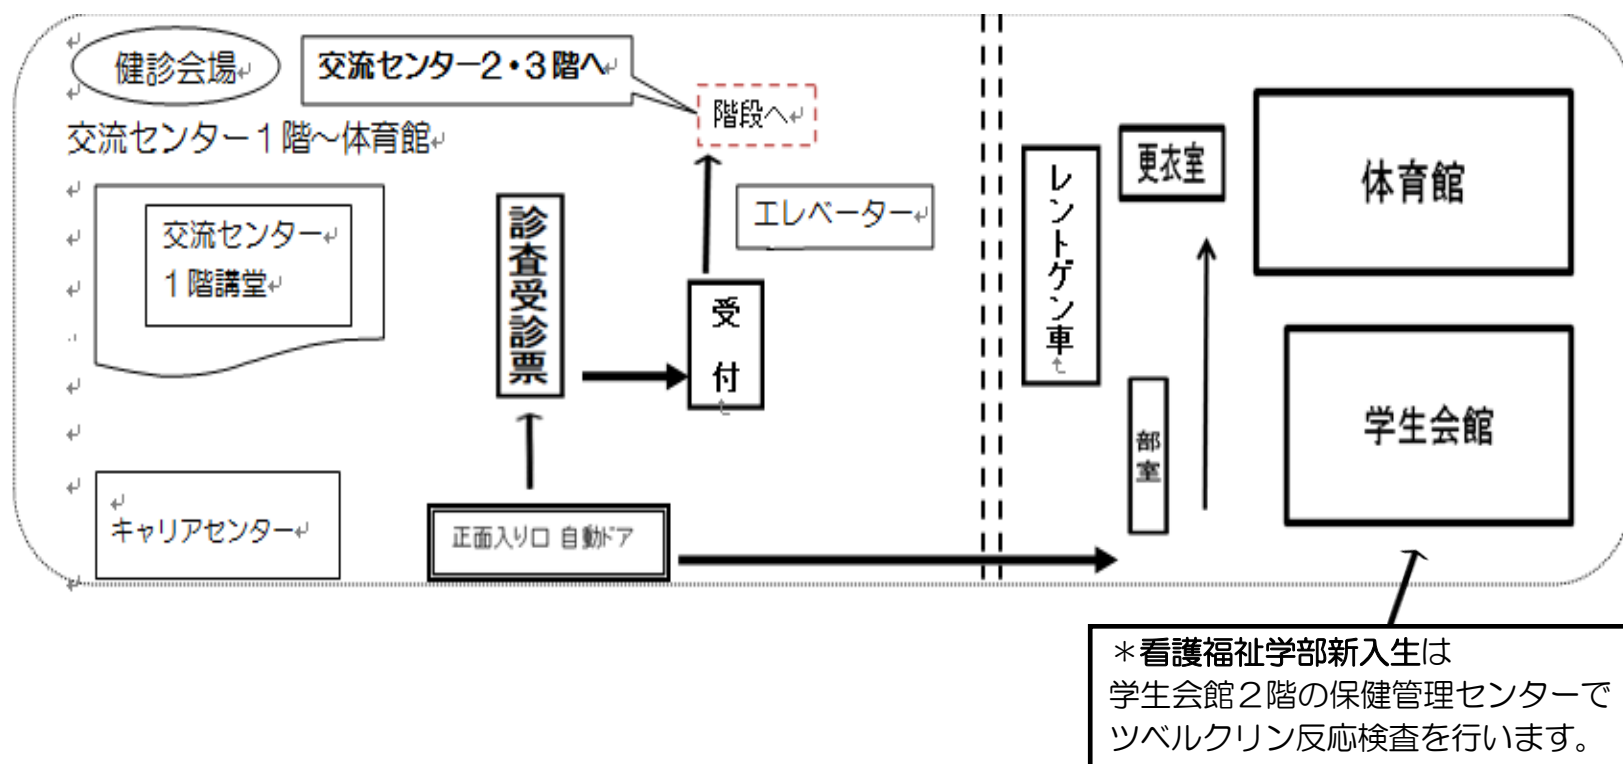 健診会場
交流センター2・3階へ
階段へ
交流センター1階～体育館
エレベーター
交流センター
1階講堂
診査受診票
受付
キャリアセンター
正面入り口 自動ドア
レントゲン車
更衣室
体育館
部室
学生会館
＊看護福祉学部新入生は
学生会館２階の保健管理センターで
ツベルクリン反応検査を行います。